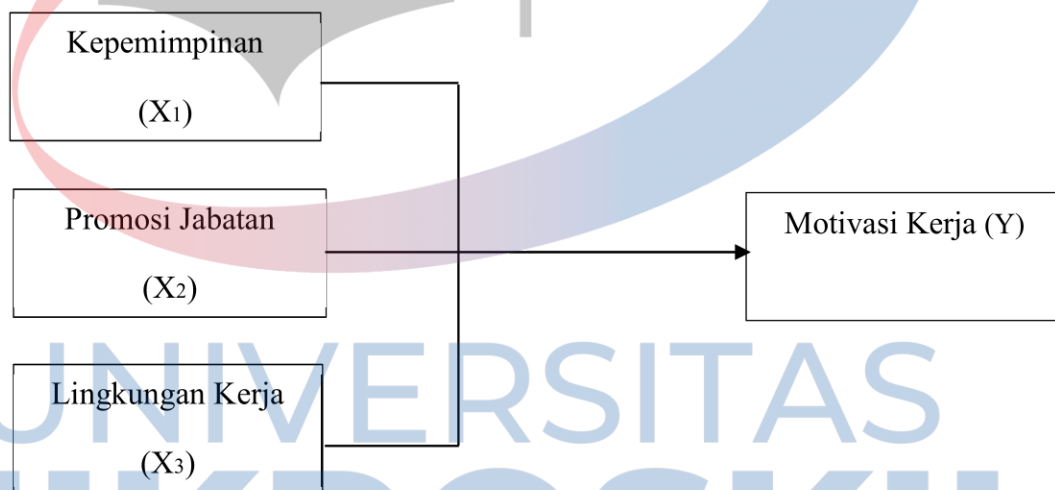 Kepemimpinan
(X1)
Promosi Jabatan
(X2)
Motivasi Kerja (Y)
Lingkungan Kerja
(X3)
UNIVERSITAS